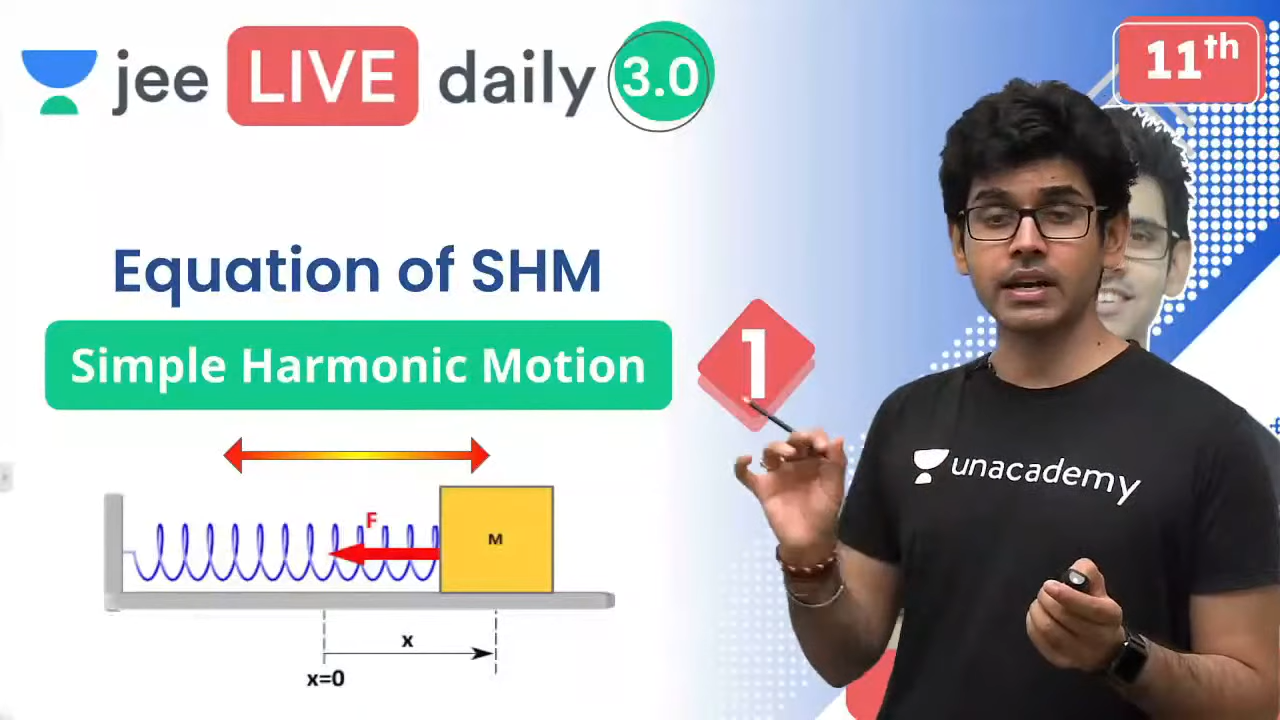 jee LIVE daily 3.0
11th
Equation of SHM
Simple Harmonic Motion
1
F
M
x
x=0
unacademy